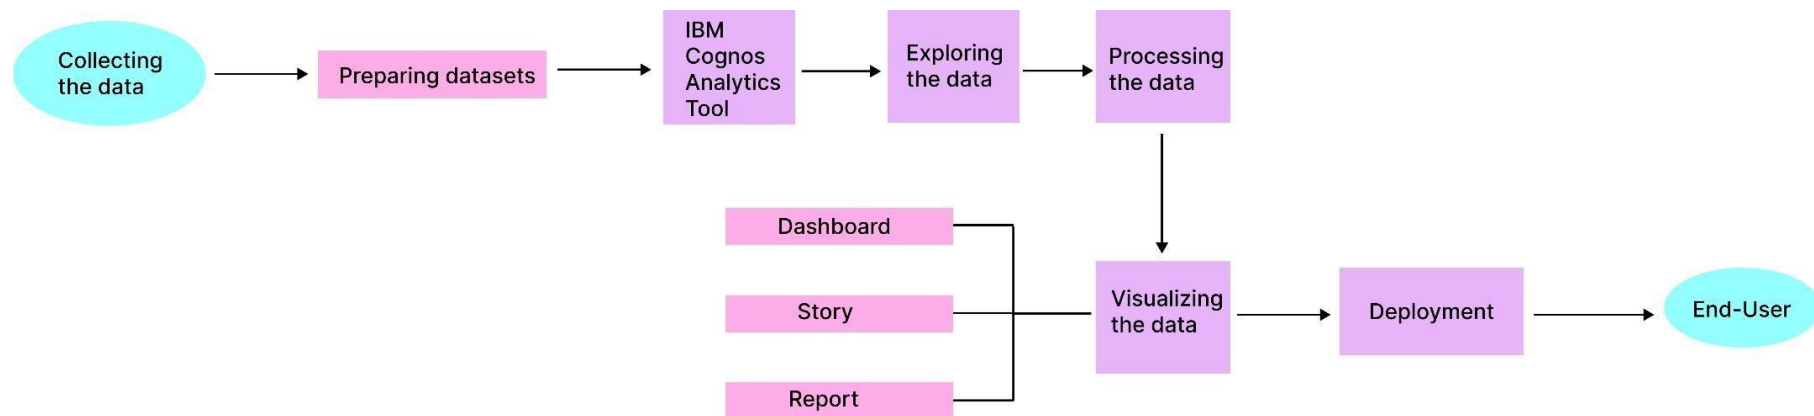 Collecting
the data
Preparing datasets
IBM
Cognos
Analytics
Tool
Exploring
the data
Processing
the data
Dashboard
Story
Report
Visualizing
the data
Deployment
End-User